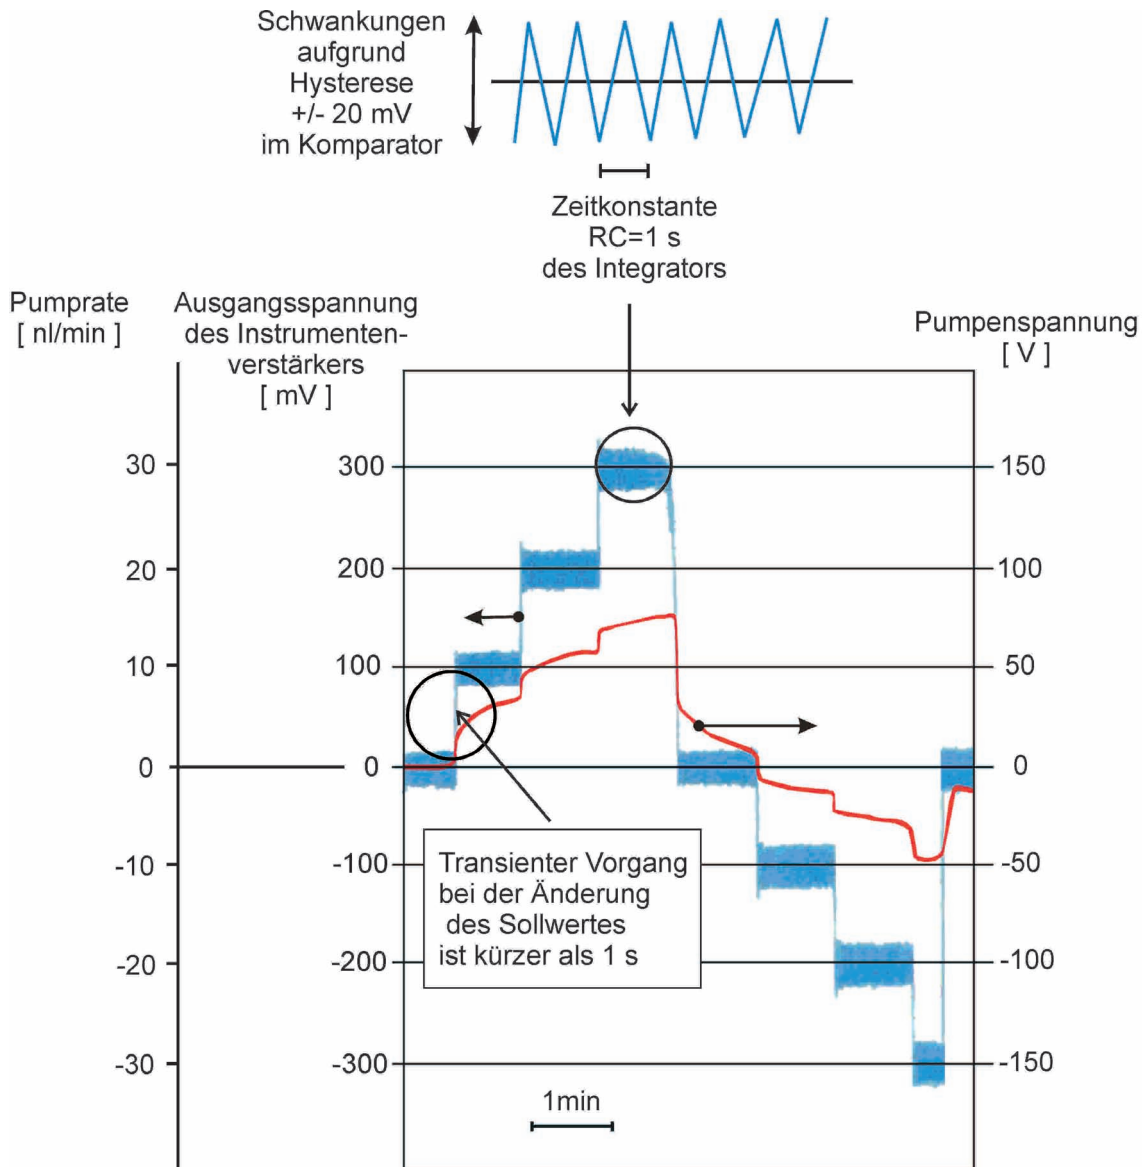 Schwankungen
aufgrund
Hysterese
+/- 20 mV
im Komparator
Zeitkonstante
RC=1 s
des Integrators
Pumprate
[ nl/min ]
Ausgangsspannung
des Instrumenten-
verstärkers
[ mV ]
Pumpenspannung
[ V ]
30
300
150
20
200
100
10
100
50
0
0
0
-10
-100
-50
-20
-200
-100
-30
-300
-150
Transienter Vorgang
bei der Änderung
des Sollwertes
ist kürzer als 1 s
1min